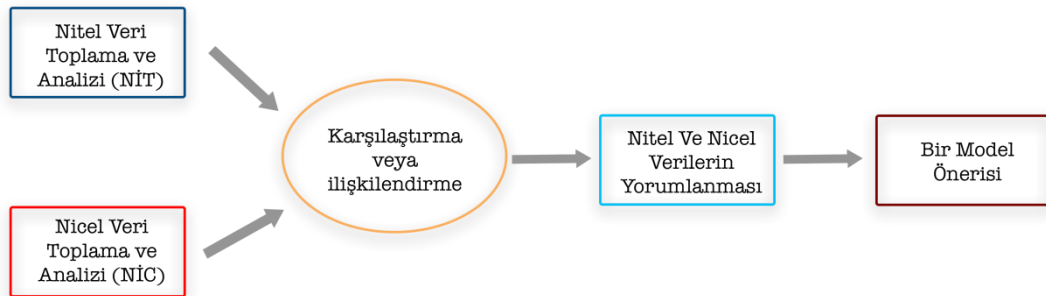 Nitel Veri
Toplama ve
Analizi (NİT)
Nicel Veri
Toplama ve
Analizi (NİC)
Karşılaştırma
veya
ilişkilendirme
Nitel Ve Nicel
Verilerin
Yorumlanması
Bir Model
Önerisi